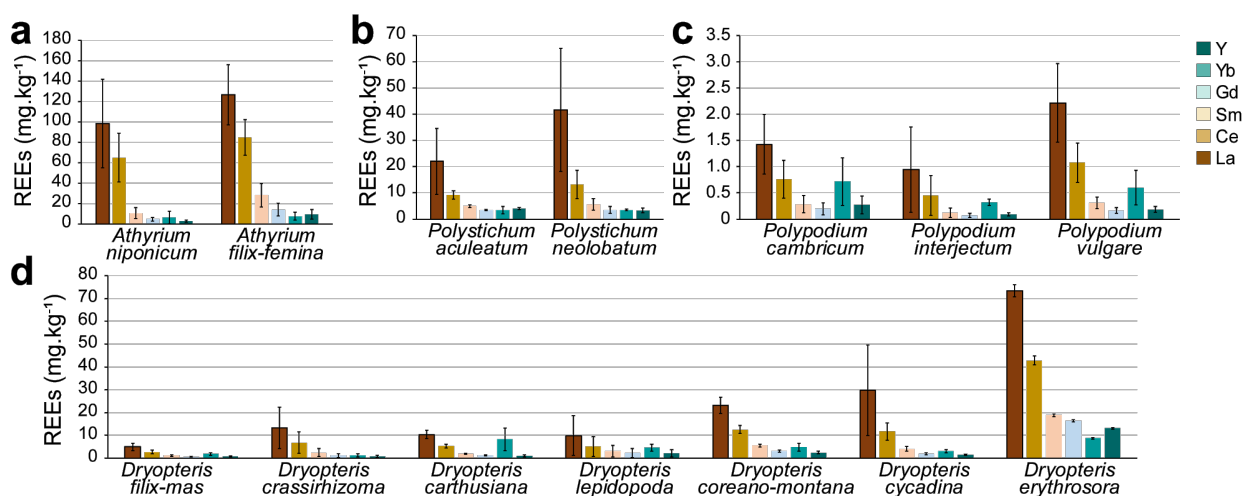 a
180
160
140
120
100
80
60
40
20
0
REEs (mg.kg⁻¹)
Athyrium
niponicum
Athyrium
filix-femina
b
70
60
50
40
30
20
10
0
REEs (mg.kg⁻¹)
Polystichum
aculeatum
Polystichum
neolobatum
c
3.5
3.0
2.5
2.0
1.5
1.0
0.5
0
REEs (mg.kg⁻¹)
Polypodium
cambricum
Polypodium
interjectum
Polypodium
vulgare
Y
Yb
Gd
Sm
Ce
La
d
80
70
60
50
40
30
20
10
0
REEs (mg.kg⁻¹)
Dryopteris
filix-mas
Dryopteris
crassirhizoma
Dryopteris
carthusiana
Dryopteris
lepidopoda
Dryopteris
coreano-montana
Dryopteris
cycadina
Dryopteris
erythrosora